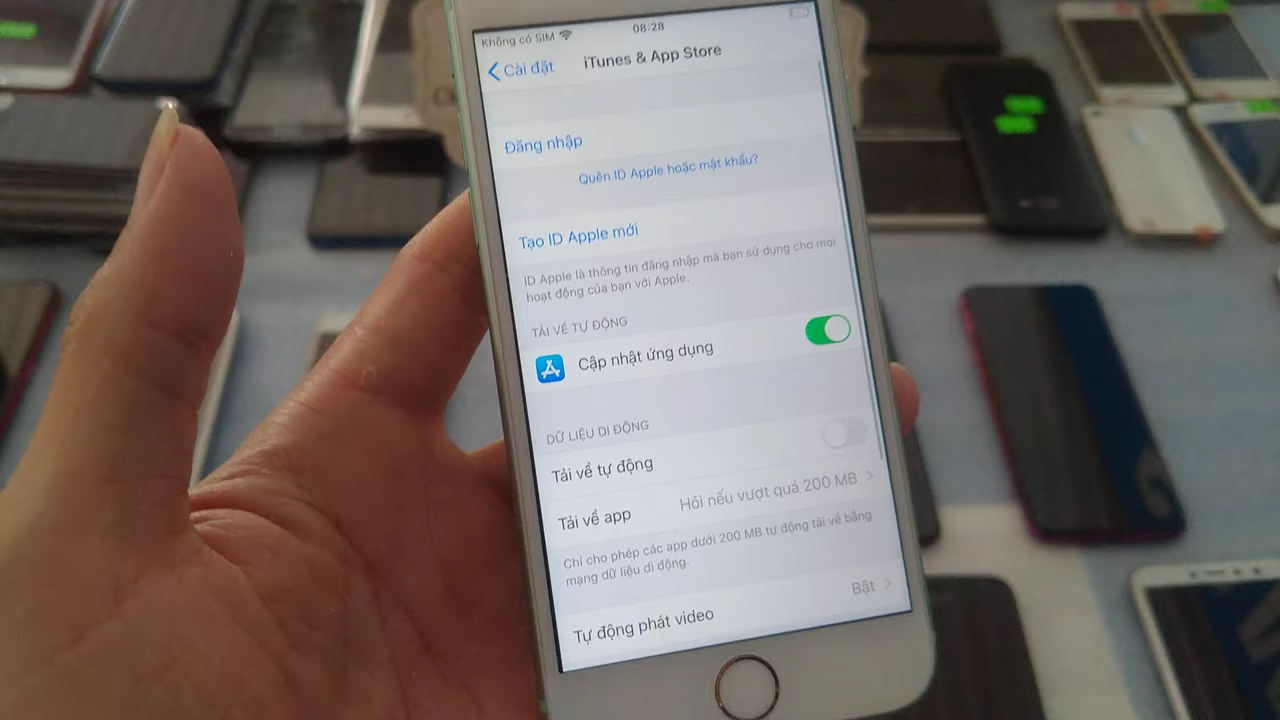 Không có SIM
08:28
Cài đặt
iTunes & App Store
Đăng nhập
Quên ID Apple hoặc mật khẩu?
Tạo ID Apple mới
ID Apple là thông tin đăng nhập mà bạn sử dụng cho mọi
hoạt động của bạn với Apple.
TẢI VỀ TỰ ĐỘNG
Cập nhật ứng dụng
DỮ LIỆU DI ĐỘNG
Tải về tự động
Tải về app
Hỏi nếu vượt quá 200 MB
Chỉ cho phép các app dưới 200 MB tự động tải về bằng
mạng dữ liệu di động.
Tự động phát video
Bật